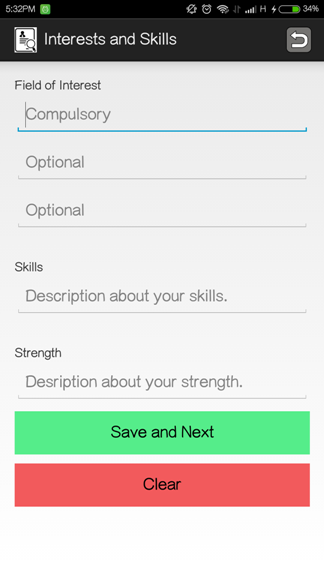 5:32PM
H
34%
Interests and Skills
Field of Interest
Compulsory
Optional
Optional
Skills
Description about your skills.
Strength
Desription about your strength.
Save and Next
Clear